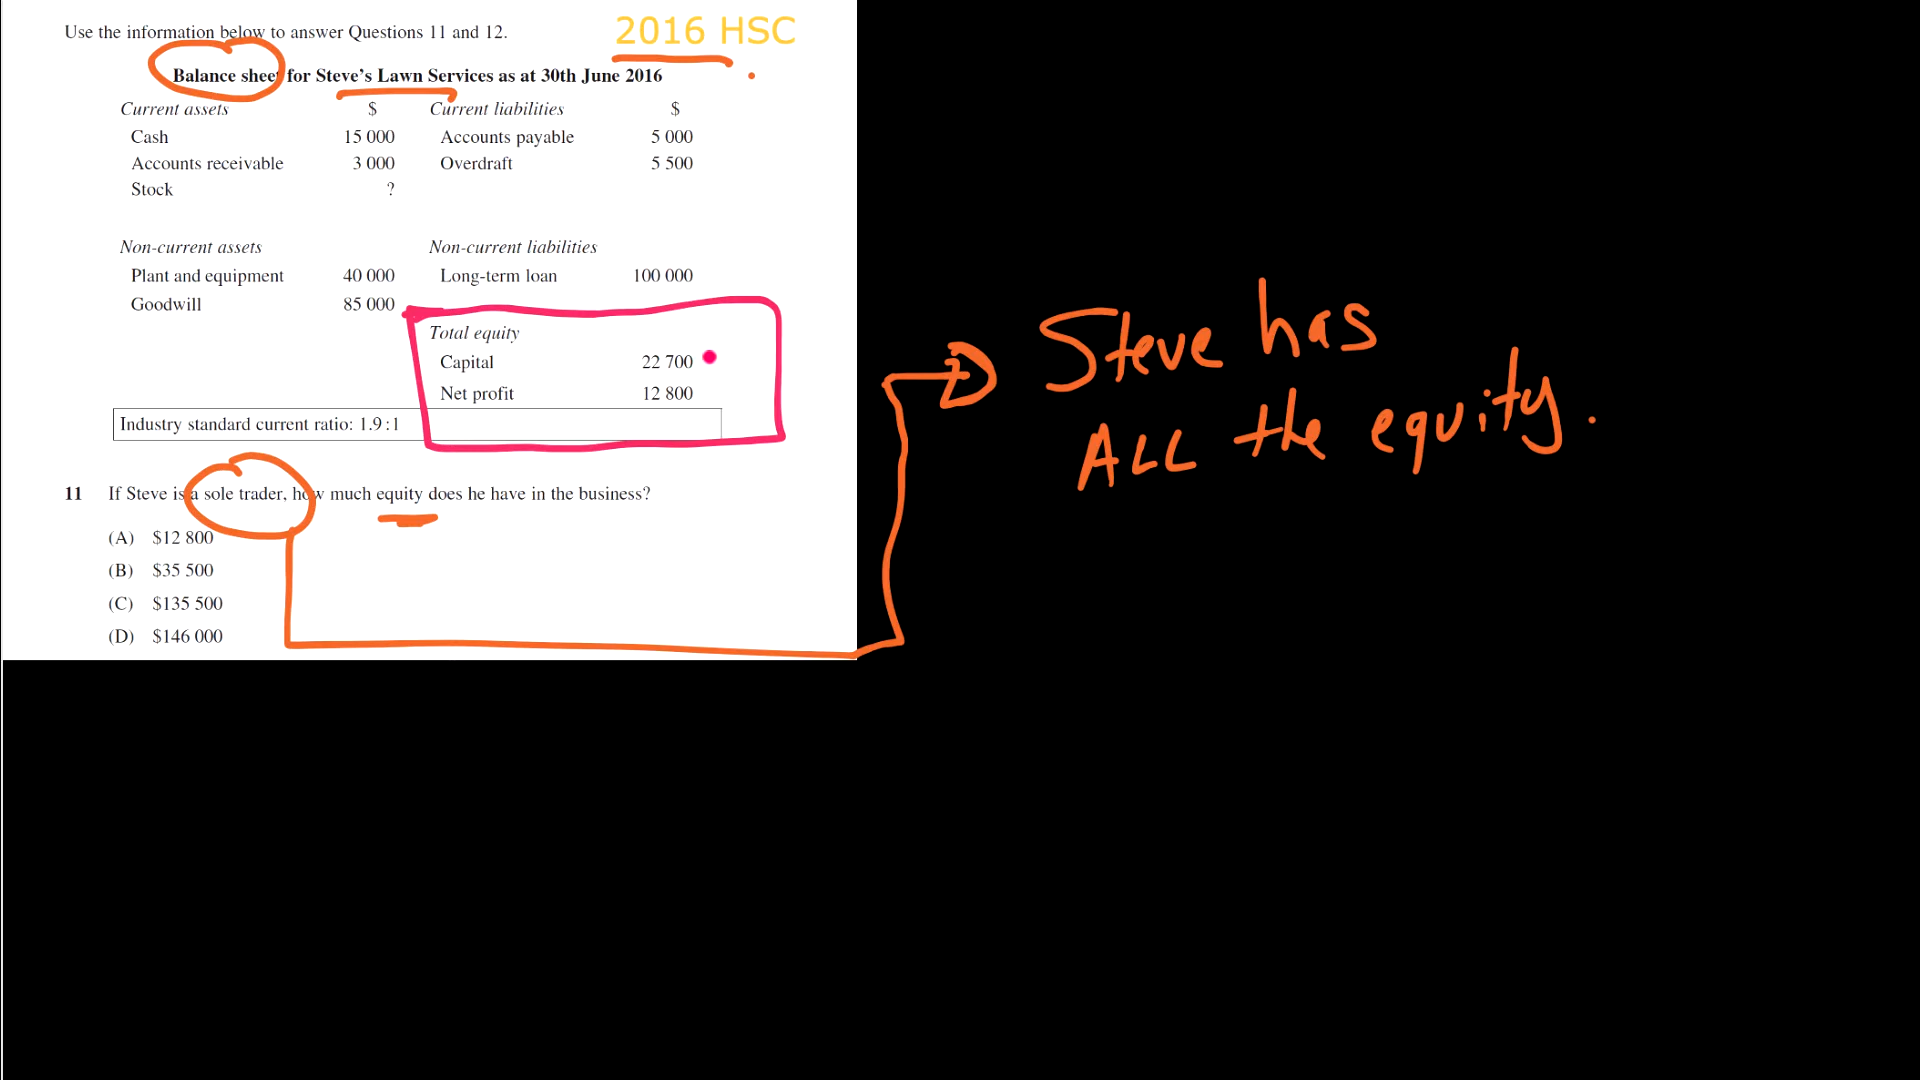 Use the information below to answer Questions 11 and 12.
2016 HSC
Balance sheet for Steve's Lawn Services as at 30th June 2016
Current assets $ Current liabilities $
Cash 15 000 Accounts payable 5 000
Accounts receivable 3 000 Overdraft 5 500
Stock ?
Non-current assets Non-current liabilities
Plant and equipment 40 000 Long-term loan 100 000
Goodwill 85 000
Total equity
Capital 22 700
Net profit 12 800
Industry standard current ratio: 1.9 : 1
11 If Steve is a sole trader, how much equity does he have in the business?
(A) $12 800
(B) $35 500
(C) $135 500
(D) $146 000
Steve has
ALL the equity.